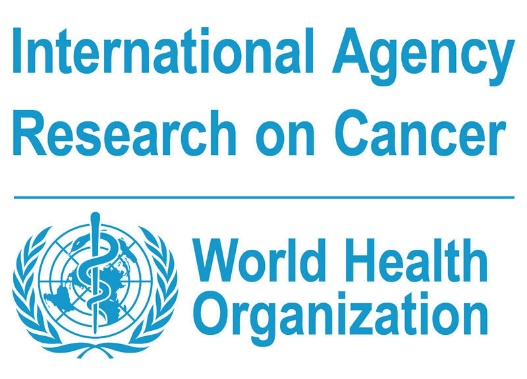 International Agency
Research on Cancer
World Health
Organization